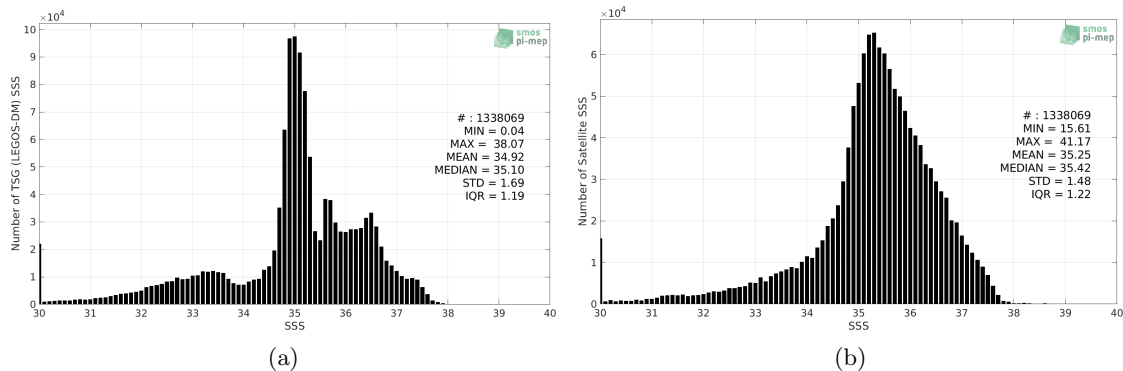 ×10⁴
10
9
8
7
6
5
4
3
2
1
0
30 31 32 33 34 35 36 37 38 39 40
SSS
Number of TSG (LEGOS-DM) SSS
smos
pi-mep
# : 1338069
MIN = 0.04
MAX = 38.07
MEAN = 34.92
MEDIAN = 35.10
STD = 1.69
IQR = 1.19
(a)
×10⁴
6
5
4
3
2
1
0
30 31 32 33 34 35 36 37 38 39 40
SSS
Number of Satellite SSS
smos
pi-mep
# : 1338069
MIN = 15.61
MAX = 41.17
MEAN = 35.25
MEDIAN = 35.42
STD = 1.48
IQR = 1.22
(b)